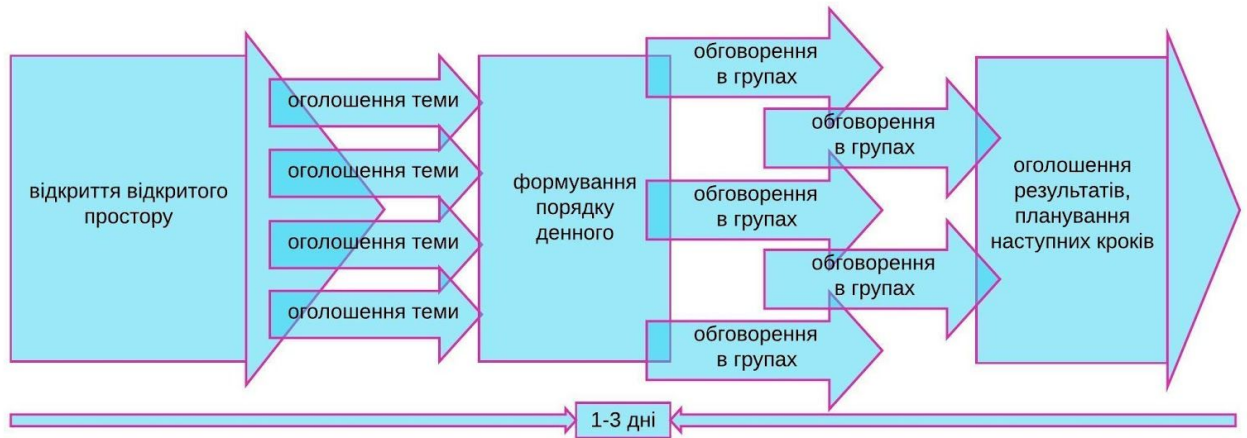 відкриття відкритого
простору
оголошення теми
оголошення теми
оголошення теми
оголошення теми
формування
порядку
денного
обговорення
в групах
обговорення
в групах
обговорення
в групах
обговорення
в групах
обговорення
в групах
оголошення
результатів,
планування
наступних кроків
1-3 дні